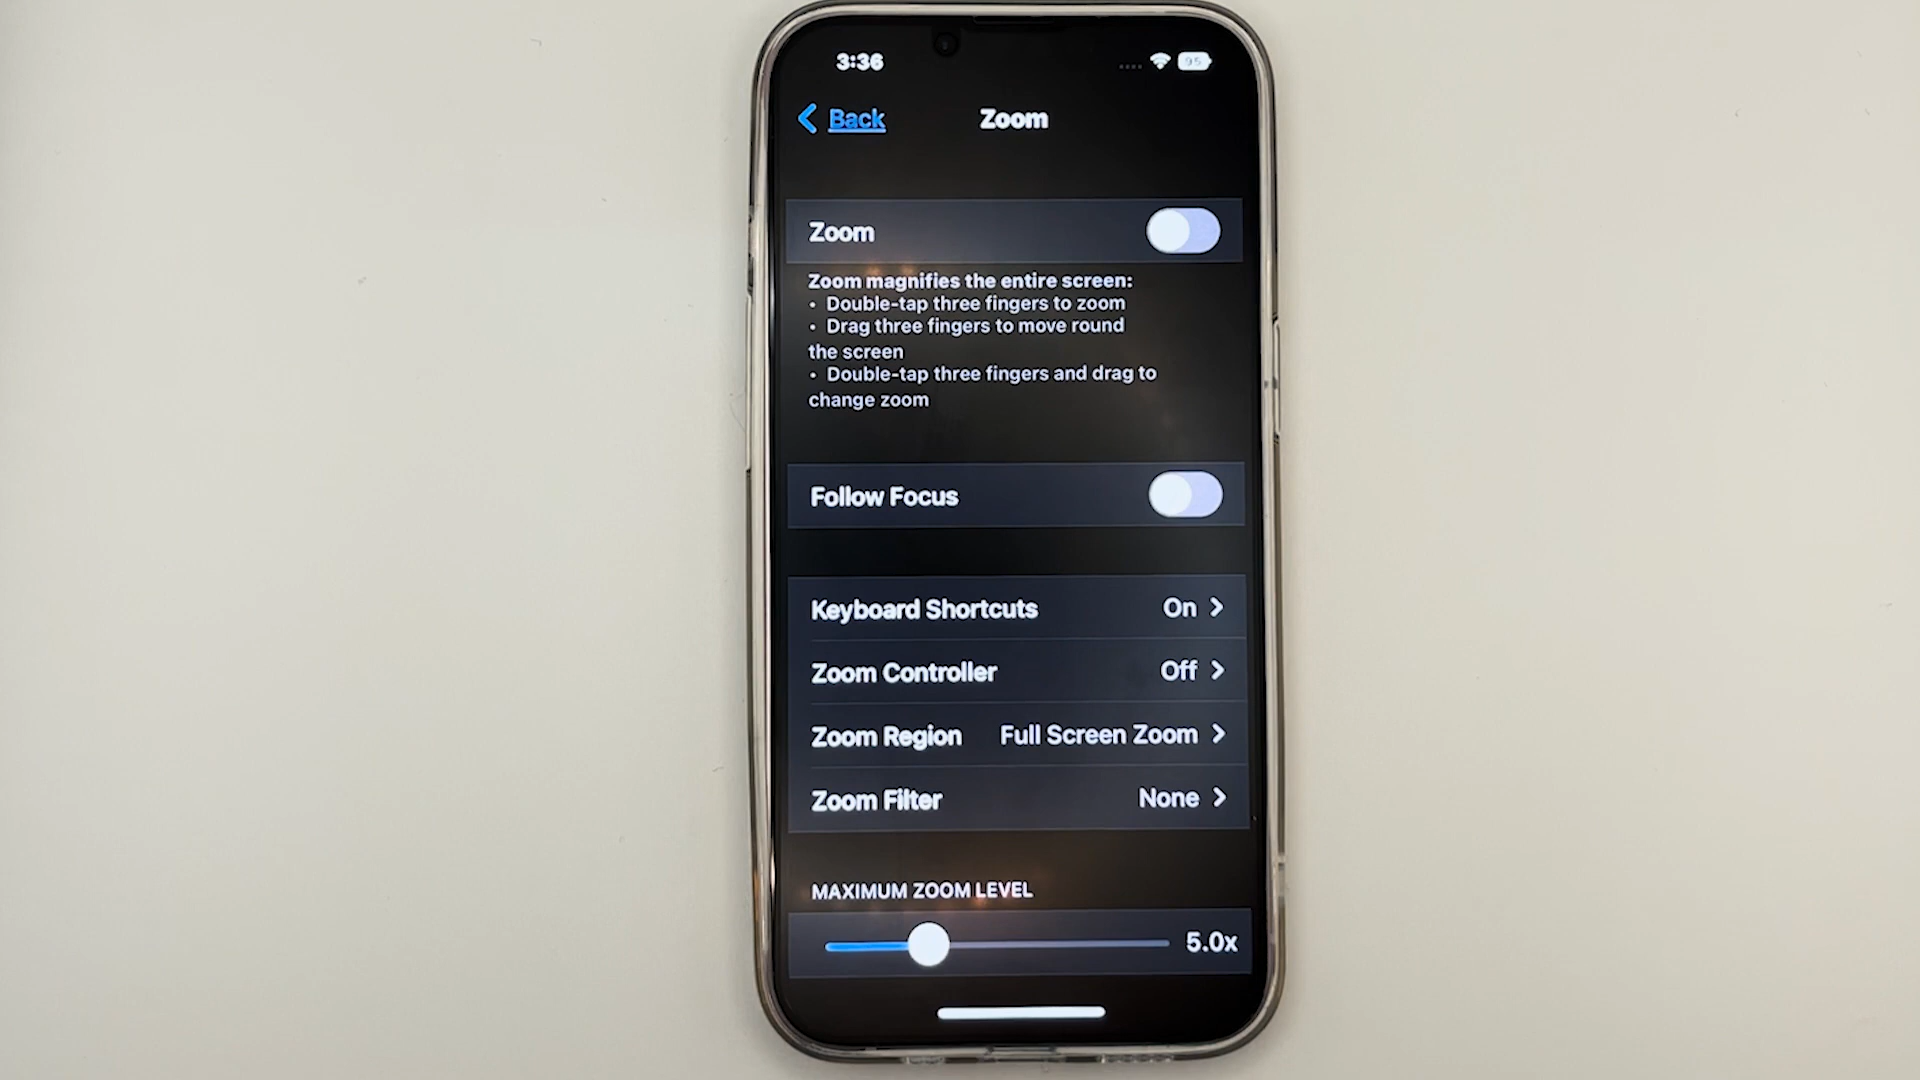 3:36
95
Back
Zoom
Zoom
Zoom magnifies the entire screen:
• Double-tap three fingers to zoom
• Drag three fingers to move round
the screen
• Double-tap three fingers and drag to
change zoom
Follow Focus
Keyboard Shortcuts On
Zoom Controller Off
Zoom Region Full Screen Zoom
Zoom Filter None
MAXIMUM ZOOM LEVEL
5.0x